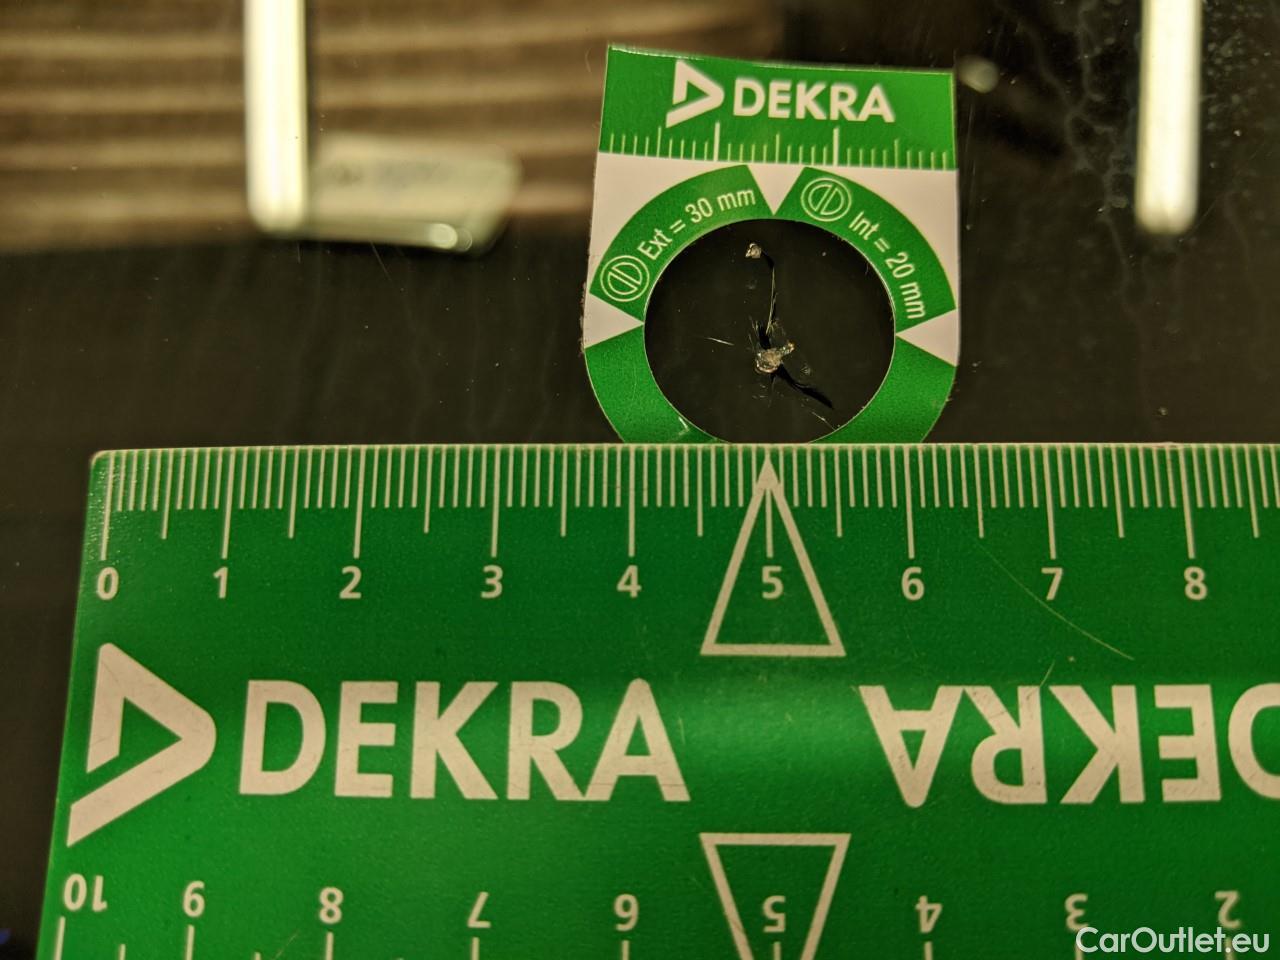 DEKRA
Ext = 30 mm
Int = 20 mm
0 1 2 3 4 5 6 7 8
DEKRA
DEKRA
10 9 8 7 6 5 4 3 2
CarOutlet.eu